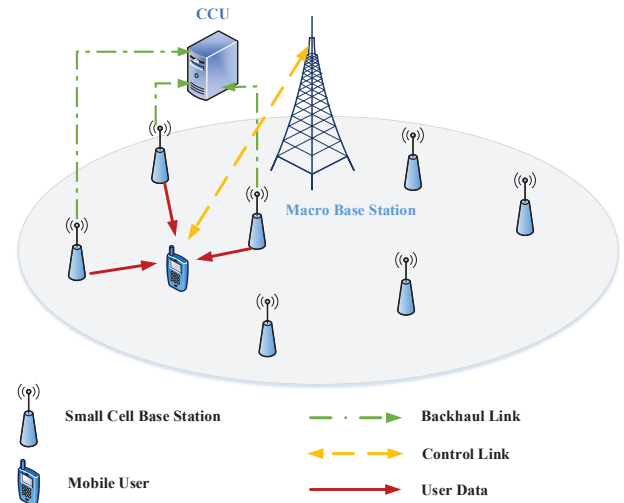 CCU
Macro Base Station
Small Cell Base Station
Backhaul Link
Control Link
Mobile User
User Data